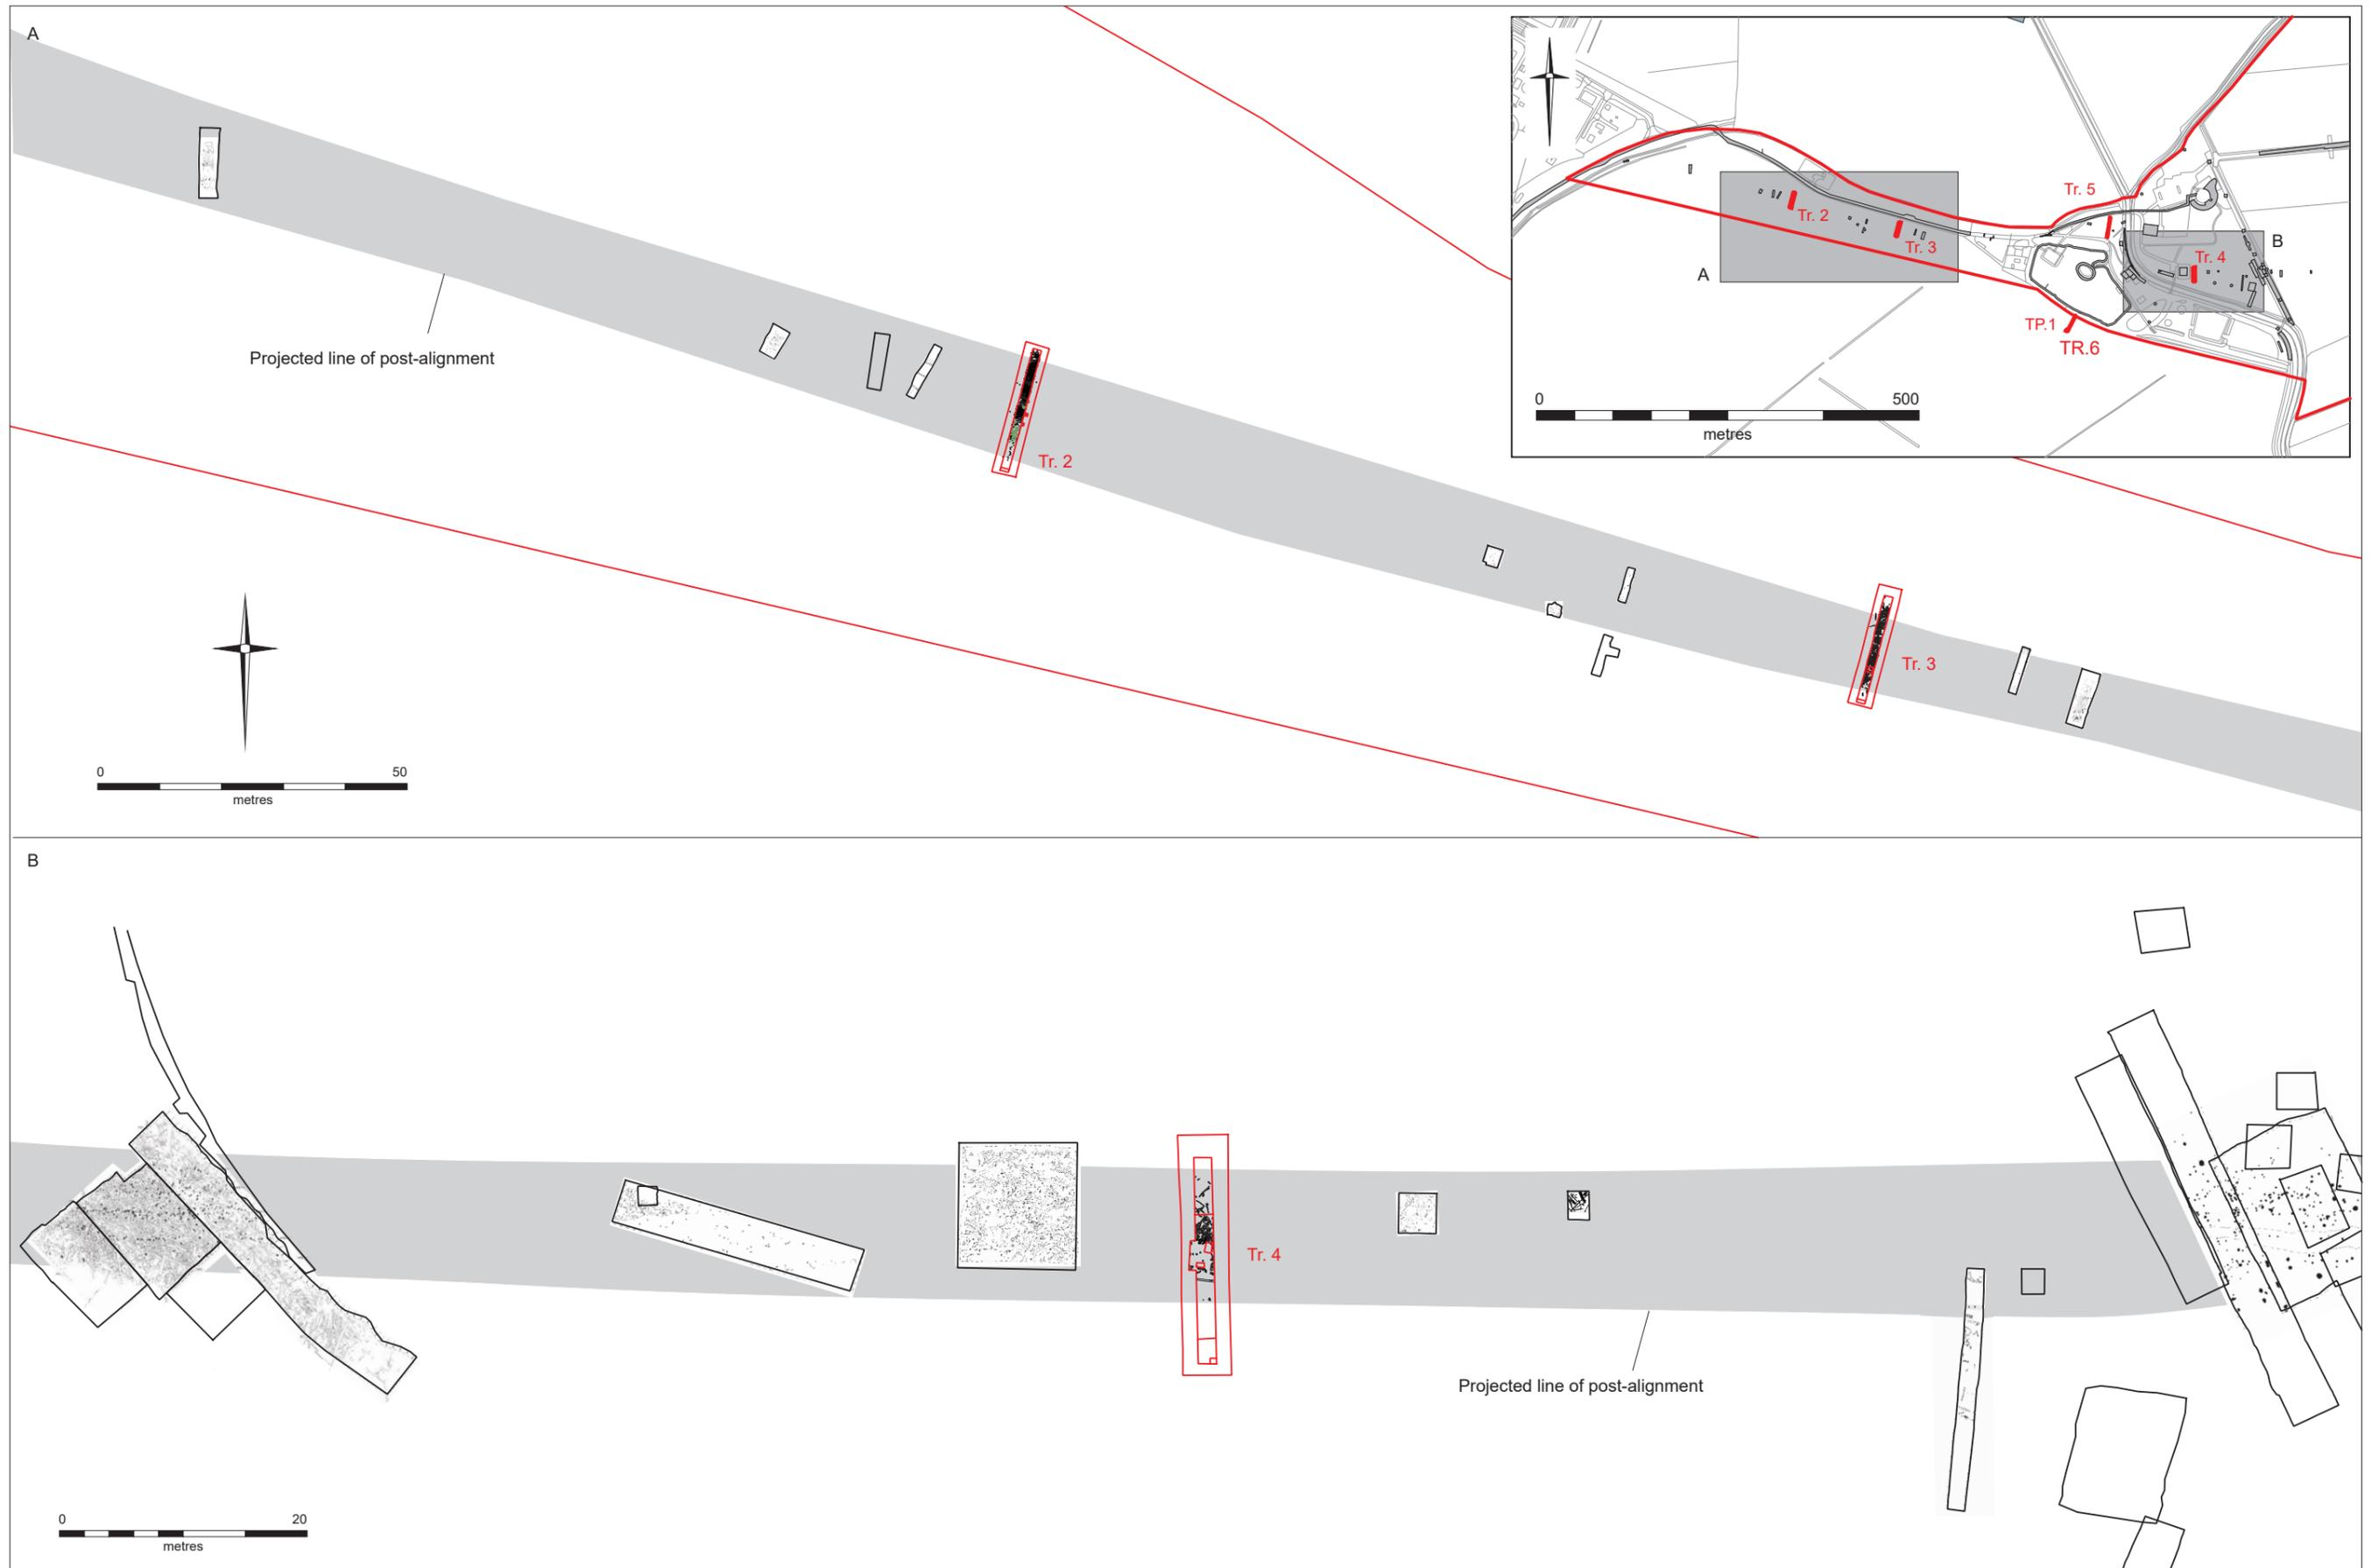 A
Projected line of post-alignment
Tr. 2
Tr. 3
0 50
metres
Tr. 5
Tr. 2
Tr. 3
B
Tr. 4
A
TP.1
TR.6
0 500
metres
B
Tr. 4
Projected line of post-alignment
0 20
metres